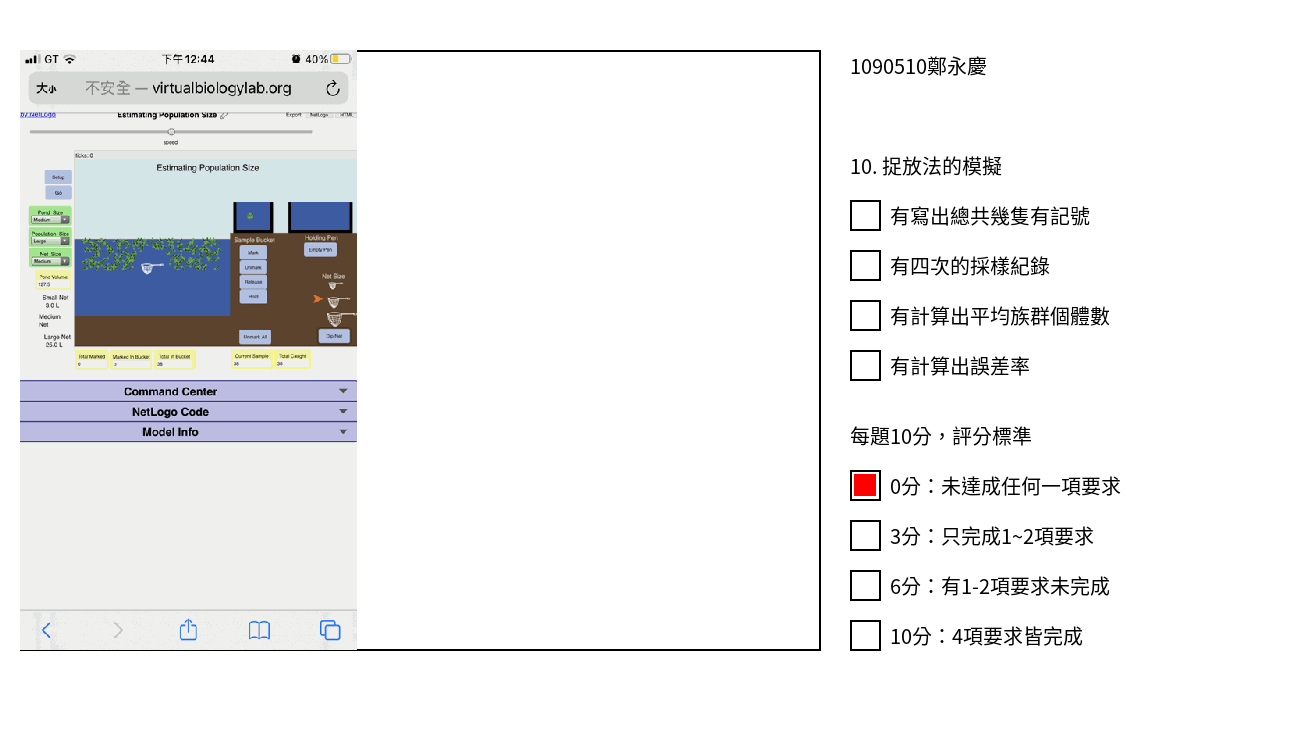 GT 下午12:44 40%
大小 不安全 — virtualbiologylab.org
Estimating Population Size Export: NetLogo HTML
speed
ticks: 0
Estimating Population Size
Setup
Go
Pond Size
Medium
Population Size
Large
Net Size
Medium
Pond Volume
127.5
Small Net
9.0 L
Medium
Net
Large Net
25.0 L
Sample Bucket
Mark
Unmark
Release
Hold
Unmark All
Holding Pen
Empty Pen
Net Size
Dip Net
Total Marked
Marked In Bucket
Total In Bucket
Current Sample
Total Caught
Command Center
NetLogo Code
Model Info
1090510鄭永慶
10. 捉放法的模擬
有寫出總共幾隻有記號
有四次的採樣紀錄
有計算出平均族群個體數
有計算出誤差率
每題10分，評分標準
0分：未達成任何一項要求
3分：只完成1~2項要求
6分：有1-2項要求未完成
10分：4項要求皆完成